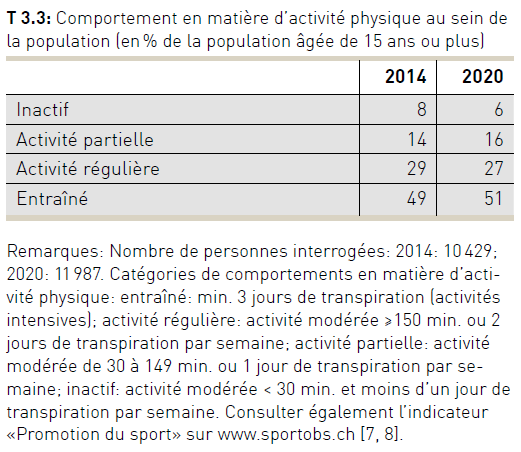 T 3.3: Comportement en matière d'activité physique au sein de
la population (en % de la population âgée de 15 ans ou plus)
2014 2020
Inactif 8 6
Activité partielle 14 16
Activité régulière 29 27
Entraîné 49 51
Remarques: Nombre de personnes interrogées: 2014: 10 429;
2020: 11 987. Catégories de comportements en matière d'acti-
vité physique: entraîné: min. 3 jours de transpiration (activités
intensives); activité régulière: activité modérée ⩾150 min. ou 2
jours de transpiration par semaine; activité partielle: activité
modérée de 30 à 149 min. ou 1 jour de transpiration par se-
maine; inactif: activité modérée < 30 min. et moins d'un jour de
transpiration par semaine. Consulter également l'indicateur
«Promotion du sport» sur www.sportobs.ch [7, 8].